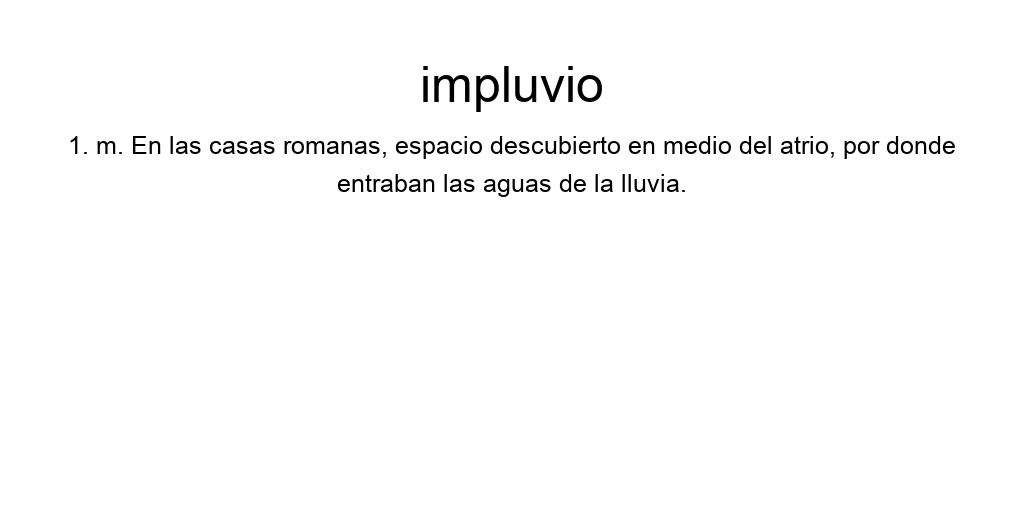 impluvio
1. m. En las casas romanas, espacio descubierto en medio del atrio, por donde
entraban las aguas de la lluvia.